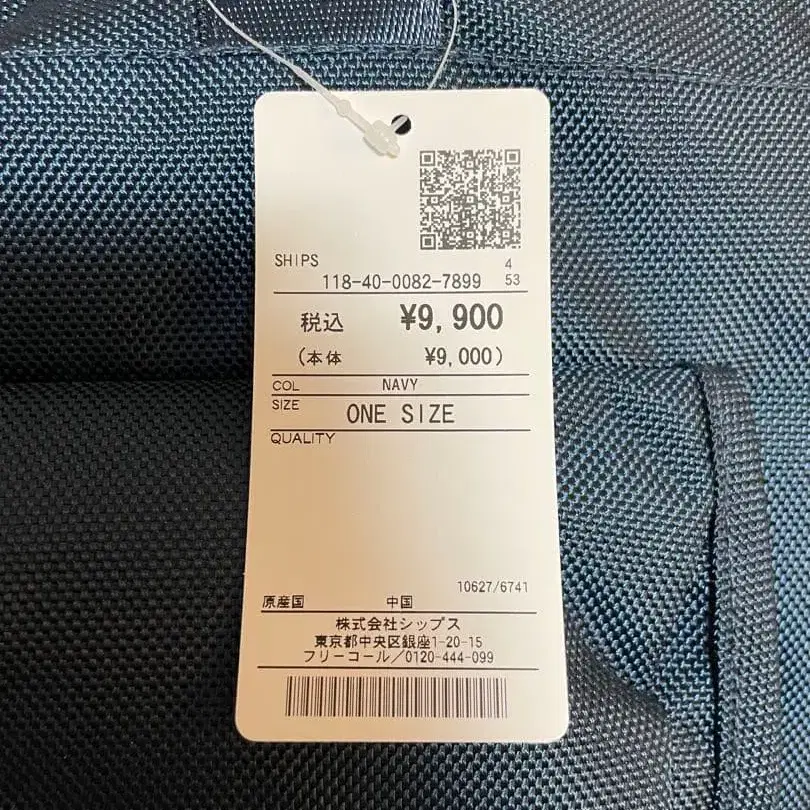 SHIPS
4
118-40-0082-7899 53
税込 ¥9,900
(本体 ¥9,000)
COL NAVY
SIZE ONE SIZE
QUALITY
10627/6741
原産国 中国
株式会社シップス
東京都中央区銀座1-20-15
フリーコール/0120-444-099